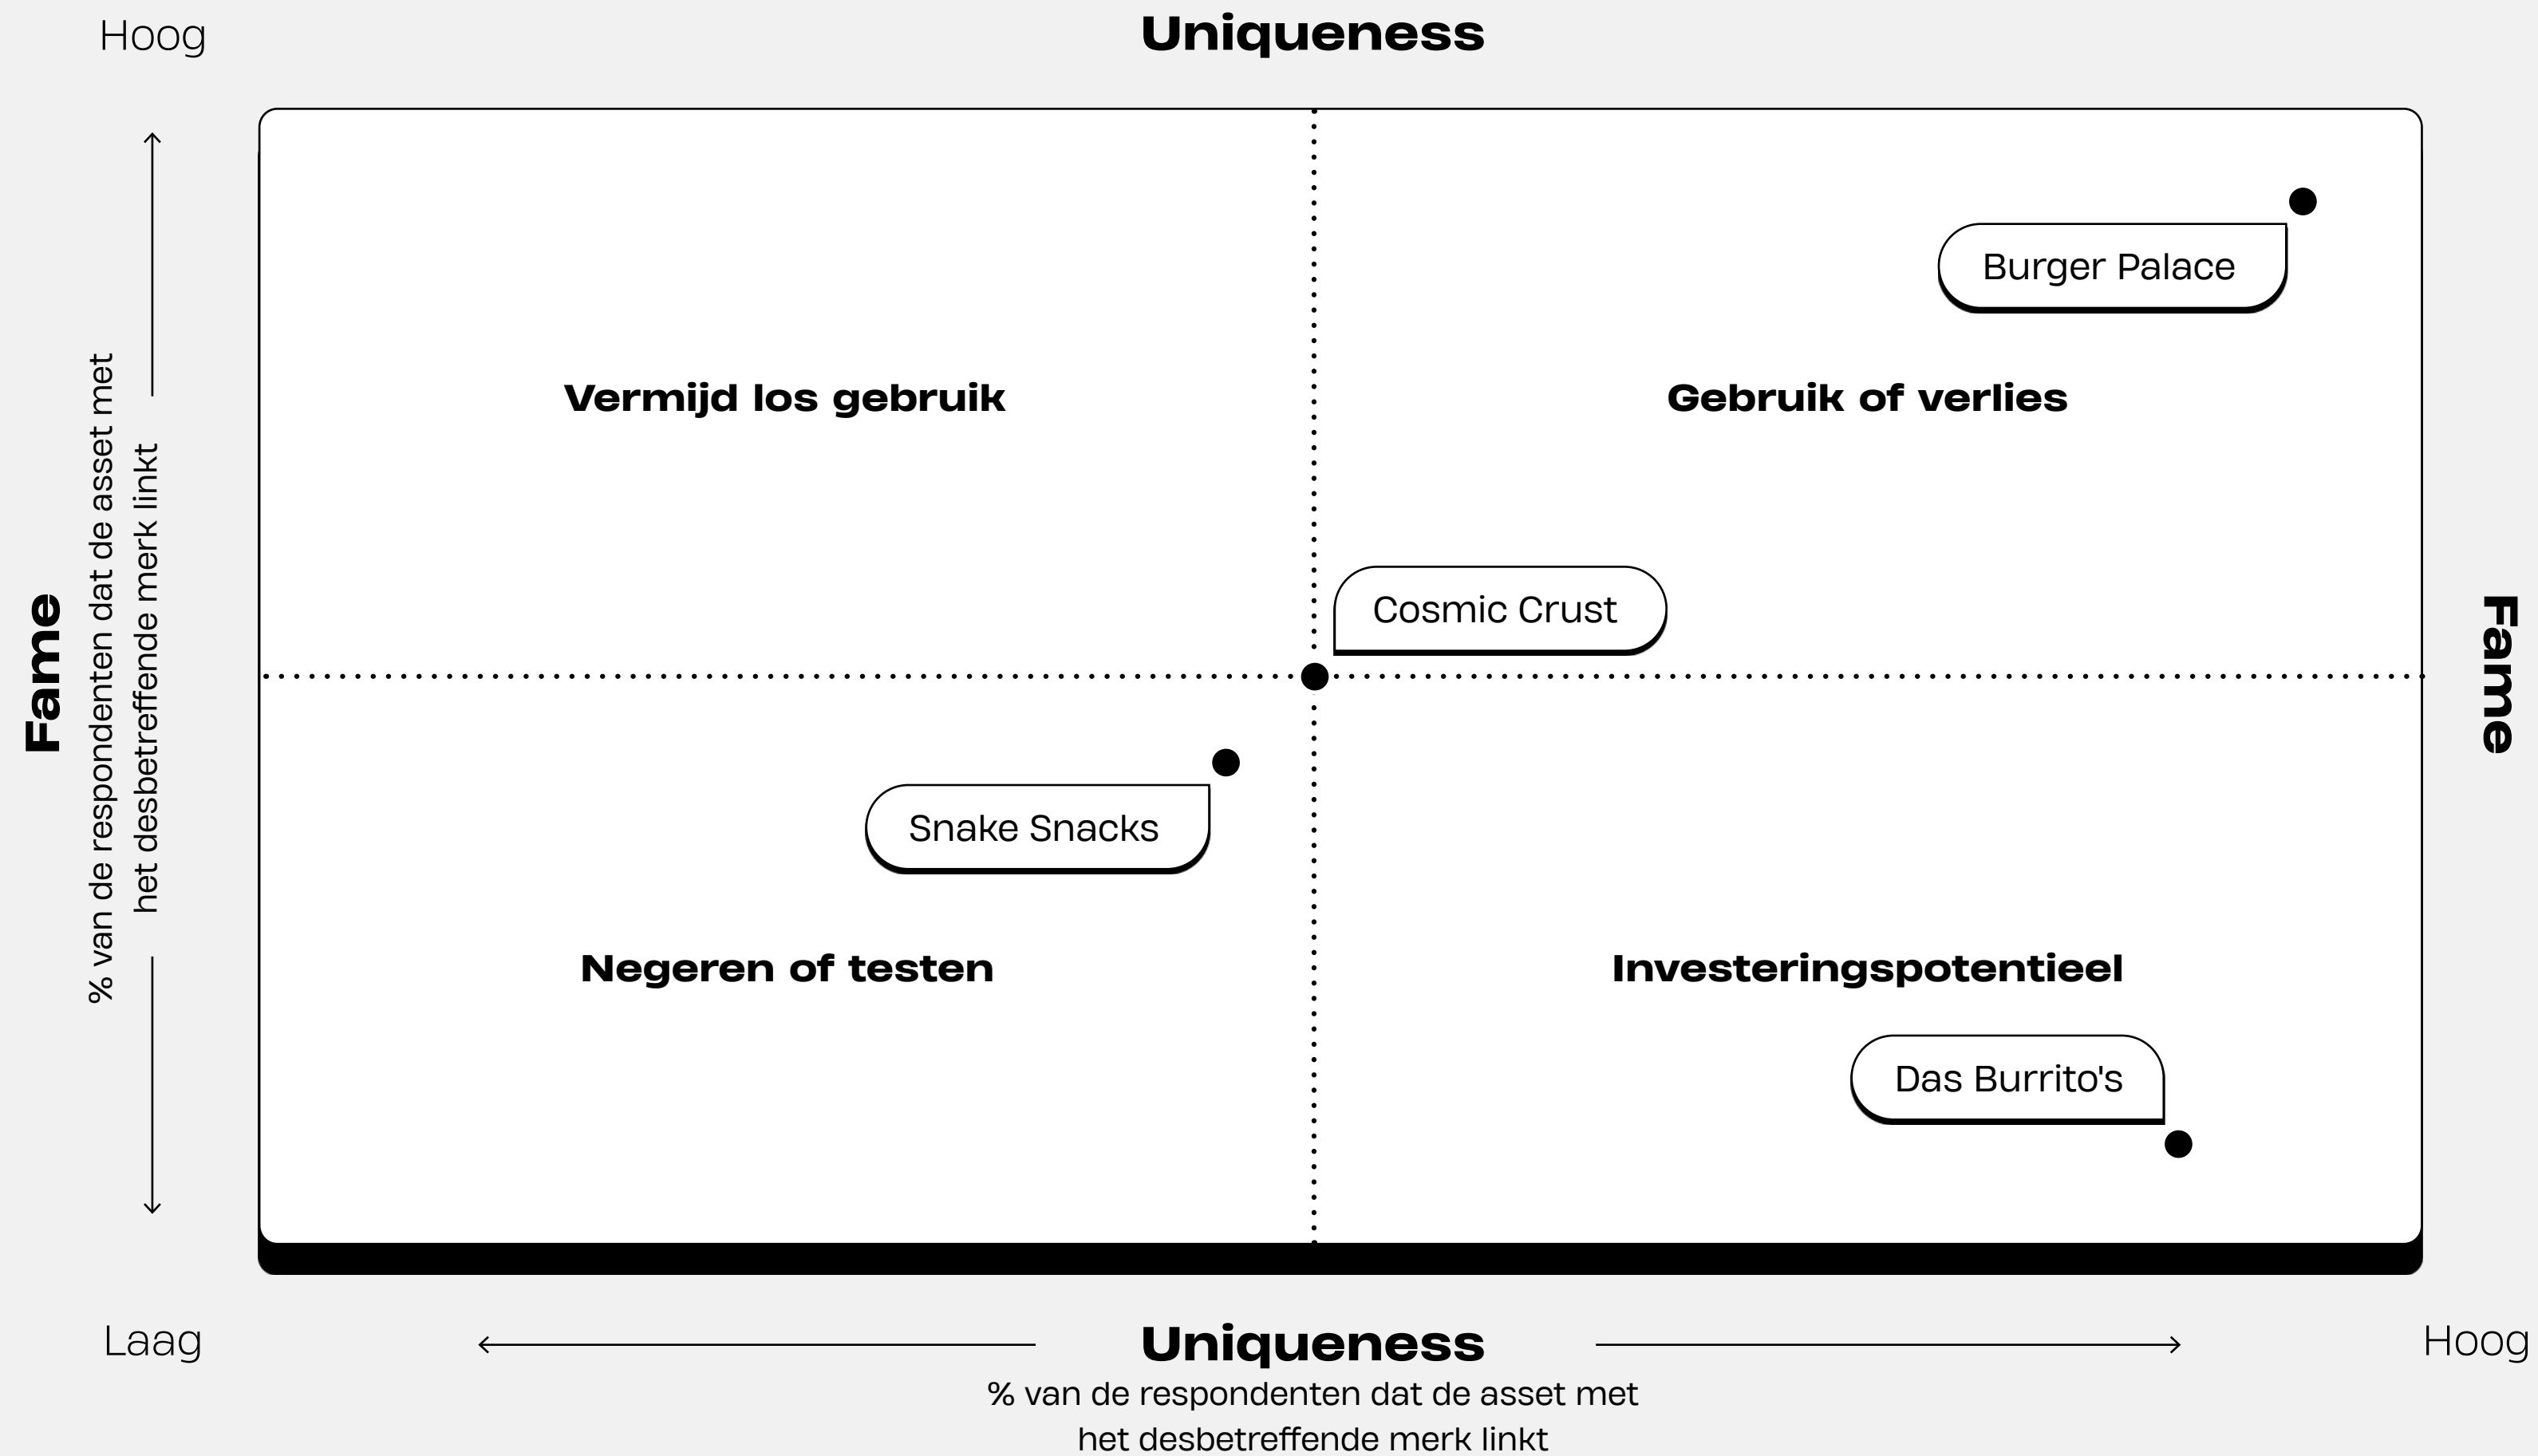 Hoog
Uniqueness
Burger Palace
Vermijd los gebruik
Gebruik of verlies
Fame
% van de respondenten dat de asset met
het desbetreffende merk linkt
Cosmic Crust
Fame
Snake Snacks
Negeren of testen
Investeringspotentieel
Das Burrito's
Laag
Uniqueness
Hoog
% van de respondenten dat de asset met
het desbetreffende merk linkt